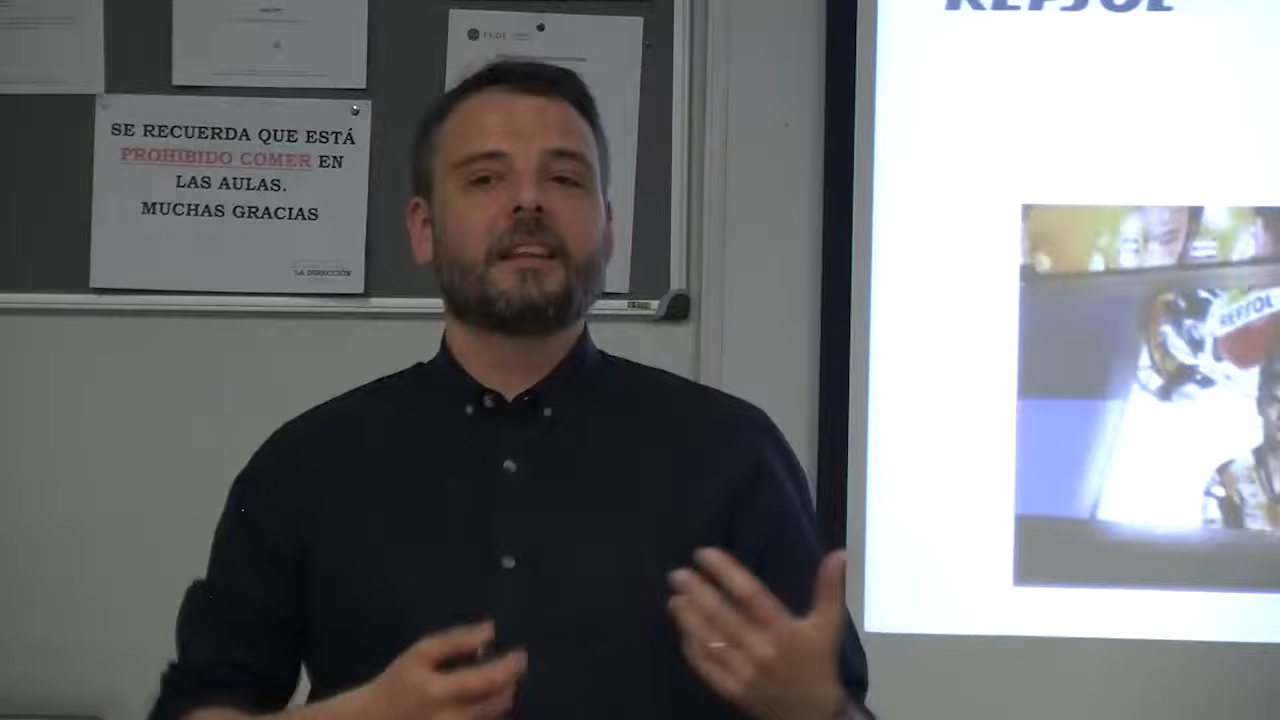 REPSOL
SE RECUERDA QUE ESTÁ
PROHIBIDO COMER EN
LAS AULAS.
MUCHAS GRACIAS
LA DIRECCIÓN
REPSOL